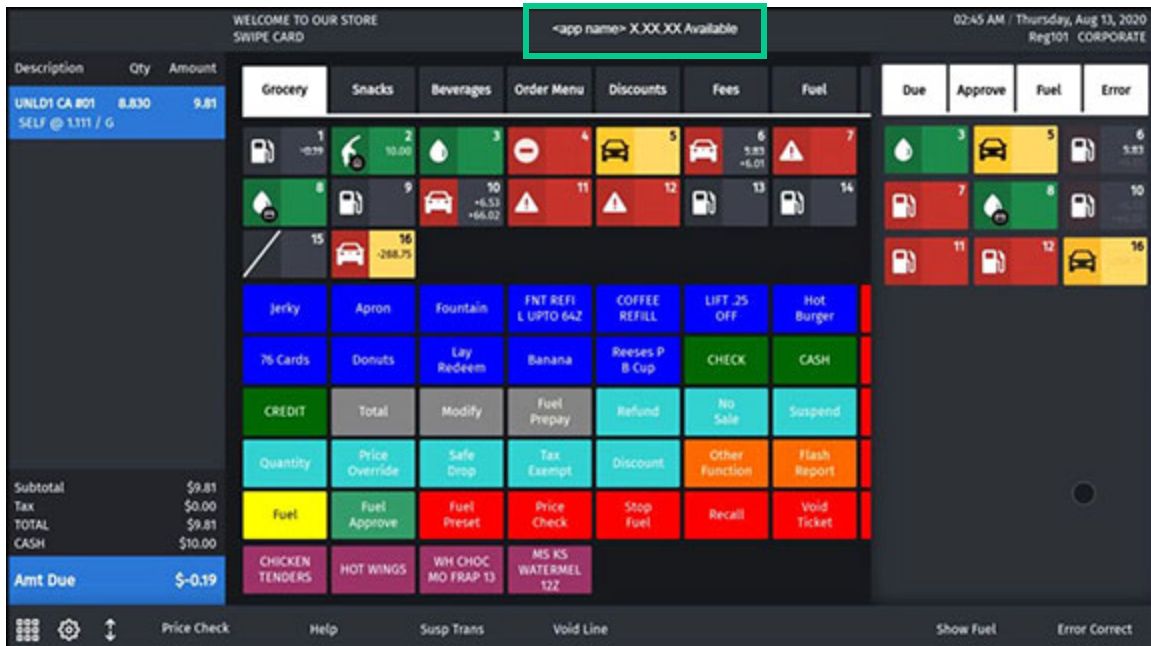 WELCOME TO OUR STORE
SWIPE CARD
<app name> X.XX.XX Available
02:45 AM / Thursday, Aug 13, 2020
Reg101 CORPORATE
Description Qty Amount
UNLD1 CA #01 8.830 9.81
SELF @ 1.111 / G
Grocery Snacks Beverages Order Menu Discounts Fees Fuel
Due Approve Fuel Error
1 2 3 4 5 6 7
-0.19 10.00 5.83
+6.01
8 9 10 11 12 13 14
+6.53
+66.02
15 16
-268.75
3 5 6
5.83
7 8 10
11 12 16
Jerky Apron Fountain FNT REFI L UPTO 64Z COFFEE REFILL LIFT .25 OFF Hot Burger
76 Cards Donuts Lay Redeem Banana Reeses P B Cup CHECK CASH
CREDIT Total Modify Fuel Prepay Refund No Sale Suspend
Quantity Price Override Safe Drop Tax Exempt Discount Other Function Flash Report
Fuel Fuel Approve Fuel Preset Price Check Stop Fuel Recall Void Ticket
CHICKEN TENDERS HOT WINGS WH CHOC MO FRAP 13 MS KS WATERMEL 12Z
Subtotal $9.81
Tax $0.00
TOTAL $9.81
CASH $10.00
Amt Due $-0.19
Price Check Help Susp Trans Void Line Show Fuel Error Correct